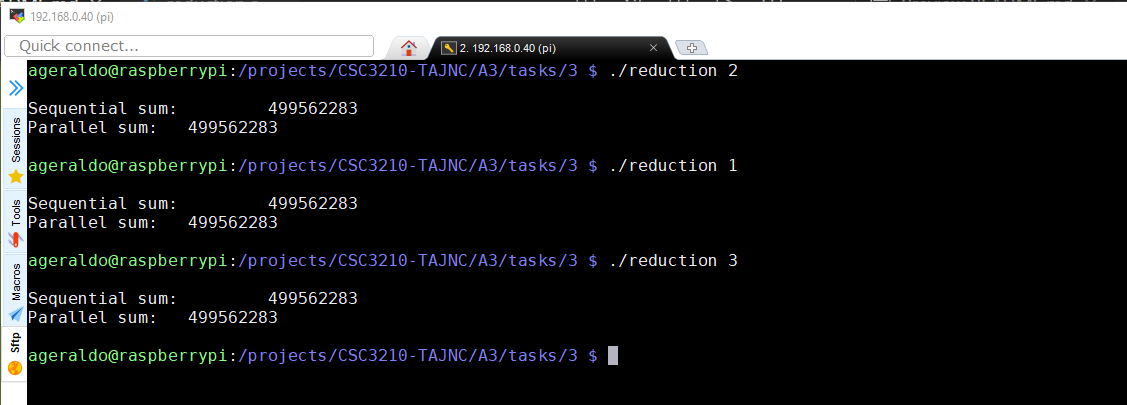 192.168.0.40 (pi)
Quick connect...
2. 192.168.0.40 (pi)
Sessions
Tools
Macros
Sftp
ageraldo@raspberrypi:/projects/CSC3210-TAJNC/A3/tasks/3 $ ./reduction 2
Sequential sum: 499562283
Parallel sum: 499562283
ageraldo@raspberrypi:/projects/CSC3210-TAJNC/A3/tasks/3 $ ./reduction 1
Sequential sum: 499562283
Parallel sum: 499562283
ageraldo@raspberrypi:/projects/CSC3210-TAJNC/A3/tasks/3 $ ./reduction 3
Sequential sum: 499562283
Parallel sum: 499562283
ageraldo@raspberrypi:/projects/CSC3210-TAJNC/A3/tasks/3 $